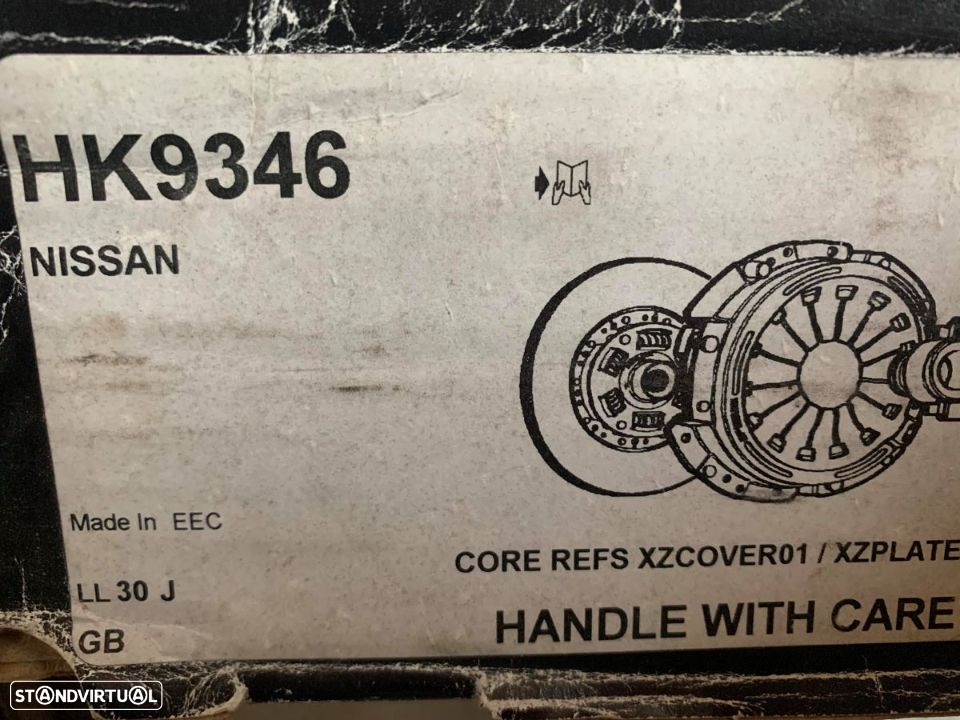 HK9346
NISSAN
Made In EEC
CORE REFS XZCOVER01 / XZPLATE
LL 30 J
HANDLE WITH CARE
GB
STANDVIRTUAL